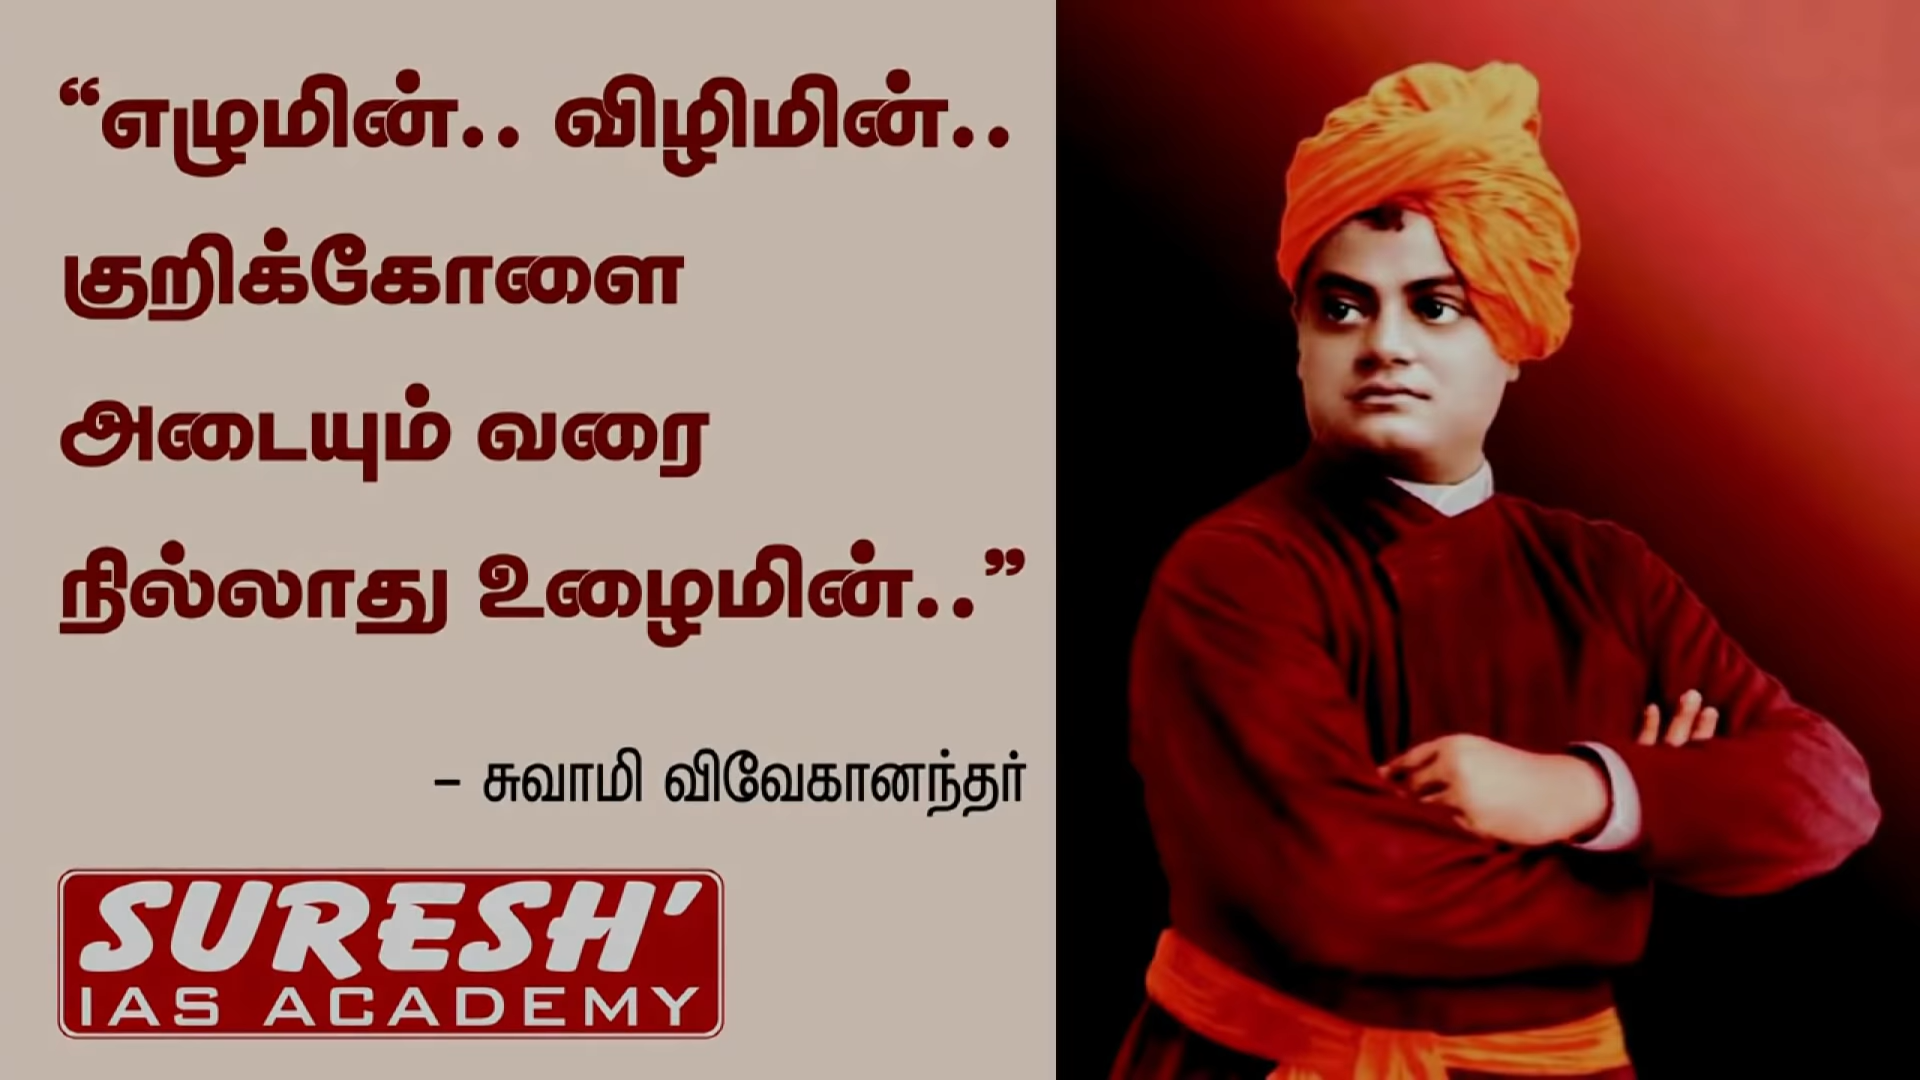 “எழுமின்.. விழிமின்..
குறிக்கோளை
அடையும் வரை
நில்லாது உழைமின்..”
– சுவாமி விவேகானந்தர்
SURESH’
IAS ACADEMY